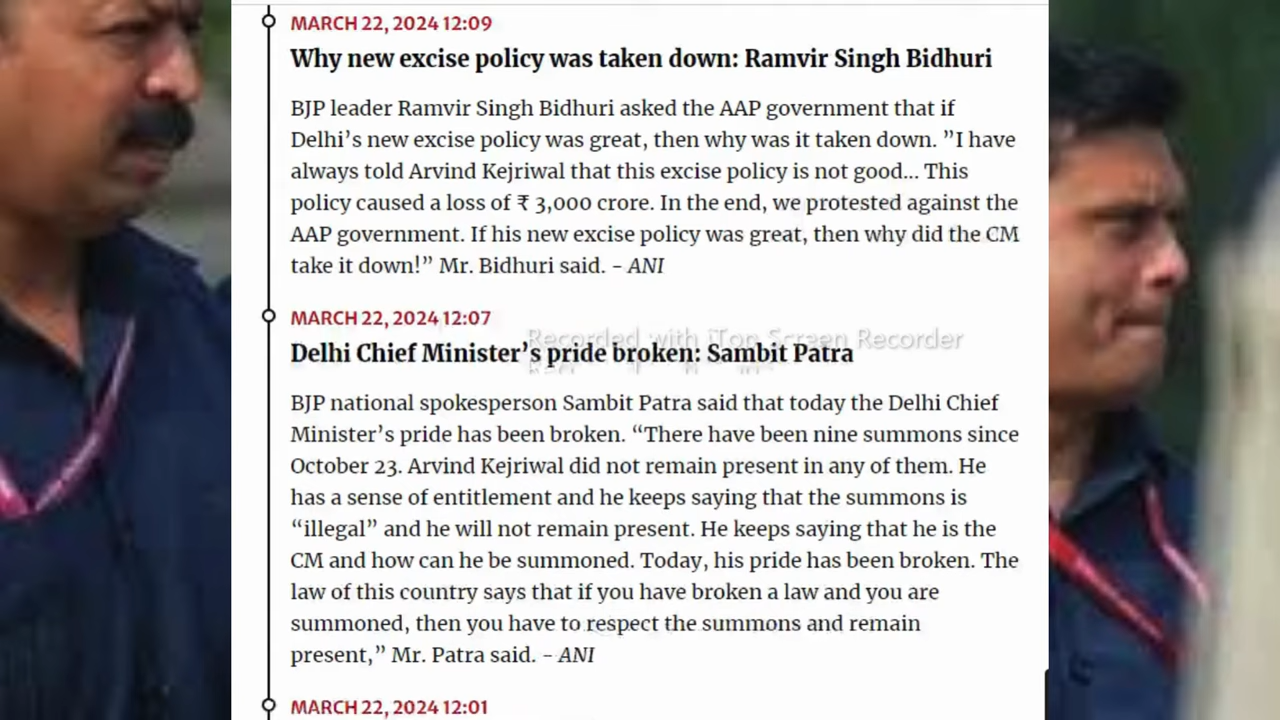 MARCH 22, 2024 12:09
Why new excise policy was taken down: Ramvir Singh Bidhuri
BJP leader Ramvir Singh Bidhuri asked the AAP government that if
Delhi’s new excise policy was great, then why was it taken down. ”I have
always told Arvind Kejriwal that this excise policy is not good... This
policy caused a loss of ₹ 3,000 crore. In the end, we protested against the
AAP government. If his new excise policy was great, then why did the CM
take it down!” Mr. Bidhuri said. - ANI
MARCH 22, 2024 12:07
Recorded with iTop Screen Recorder
Delhi Chief Minister’s pride broken: Sambit Patra
BJP national spokesperson Sambit Patra said that today the Delhi Chief
Minister’s pride has been broken. “There have been nine summons since
October 23. Arvind Kejriwal did not remain present in any of them. He
has a sense of entitlement and he keeps saying that the summons is
“illegal” and he will not remain present. He keeps saying that he is the
CM and how can he be summoned. Today, his pride has been broken. The
law of this country says that if you have broken a law and you are
summoned, then you have to respect the summons and remain
present,” Mr. Patra said. - ANI
MARCH 22, 2024 12:01